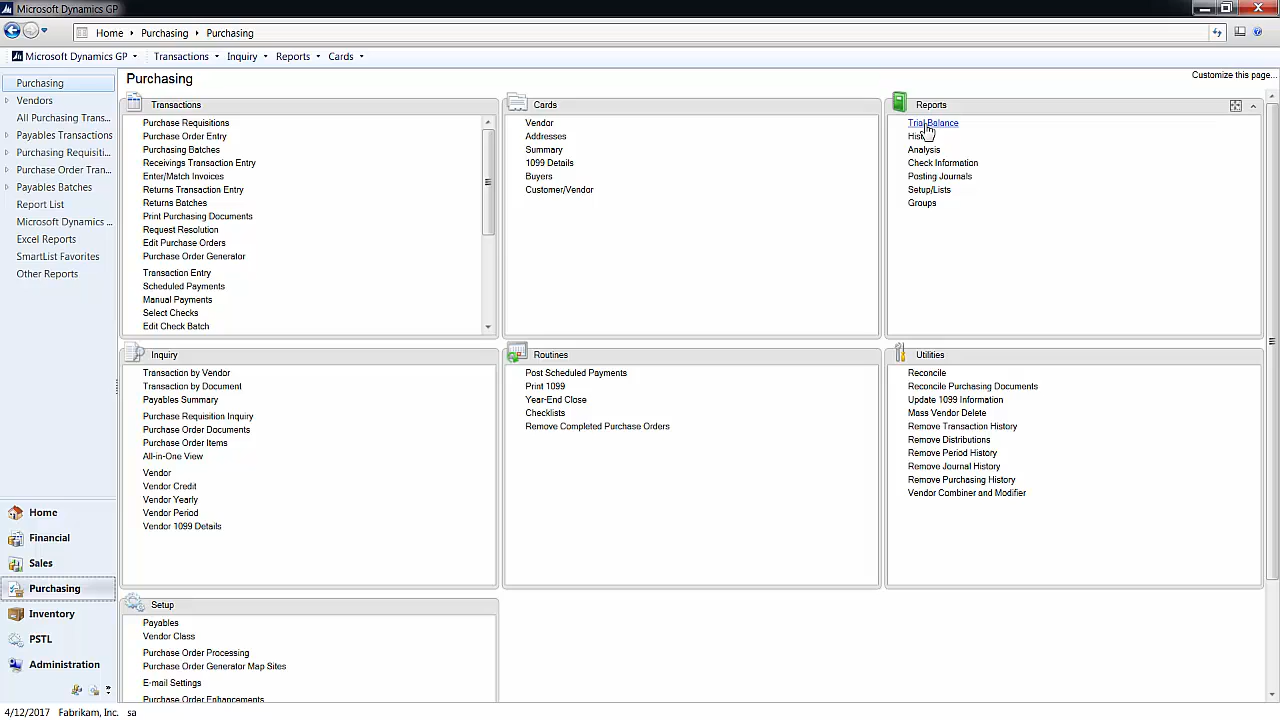 Microsoft Dynamics GP
Home Purchasing Purchasing
Microsoft Dynamics GP Transactions Inquiry Reports Cards
Purchasing
Vendors
All Purchasing Trans...
Payables Transactions
Purchasing Requisiti...
Purchase Order Tran...
Payables Batches
Report List
Microsoft Dynamics ...
Excel Reports
SmartList Favorites
Other Reports
Home
Financial
Sales
Purchasing
Inventory
PSTL
Administration
Purchasing
Customize this page...
Transactions
Purchase Requisitions
Purchase Order Entry
Purchasing Batches
Receivings Transaction Entry
Enter/Match Invoices
Returns Transaction Entry
Returns Batches
Print Purchasing Documents
Request Resolution
Edit Purchase Orders
Purchase Order Generator
Transaction Entry
Scheduled Payments
Manual Payments
Select Checks
Edit Check Batch
Cards
Vendor
Addresses
Summary
1099 Details
Buyers
Customer/Vendor
Reports
Trial Balance
Analysis
Check Information
Posting Journals
Setup/Lists
Groups
Inquiry
Transaction by Vendor
Transaction by Document
Payables Summary
Purchase Requisition Inquiry
Purchase Order Documents
Purchase Order Items
All-in-One View
Vendor
Vendor Credit
Vendor Yearly
Vendor Period
Vendor 1099 Details
Routines
Post Scheduled Payments
Print 1099
Year-End Close
Checklists
Remove Completed Purchase Orders
Utilities
Reconcile
Reconcile Purchasing Documents
Update 1099 Information
Mass Vendor Delete
Remove Transaction History
Remove Distributions
Remove Period History
Remove Journal History
Remove Purchasing History
Vendor Combiner and Modifier
Setup
Payables
Vendor Class
Purchase Order Processing
Purchase Order Generator Map Sites
E-mail Settings
Purchase Order Enhancements
4/12/2017 Fabrikam, Inc. sa